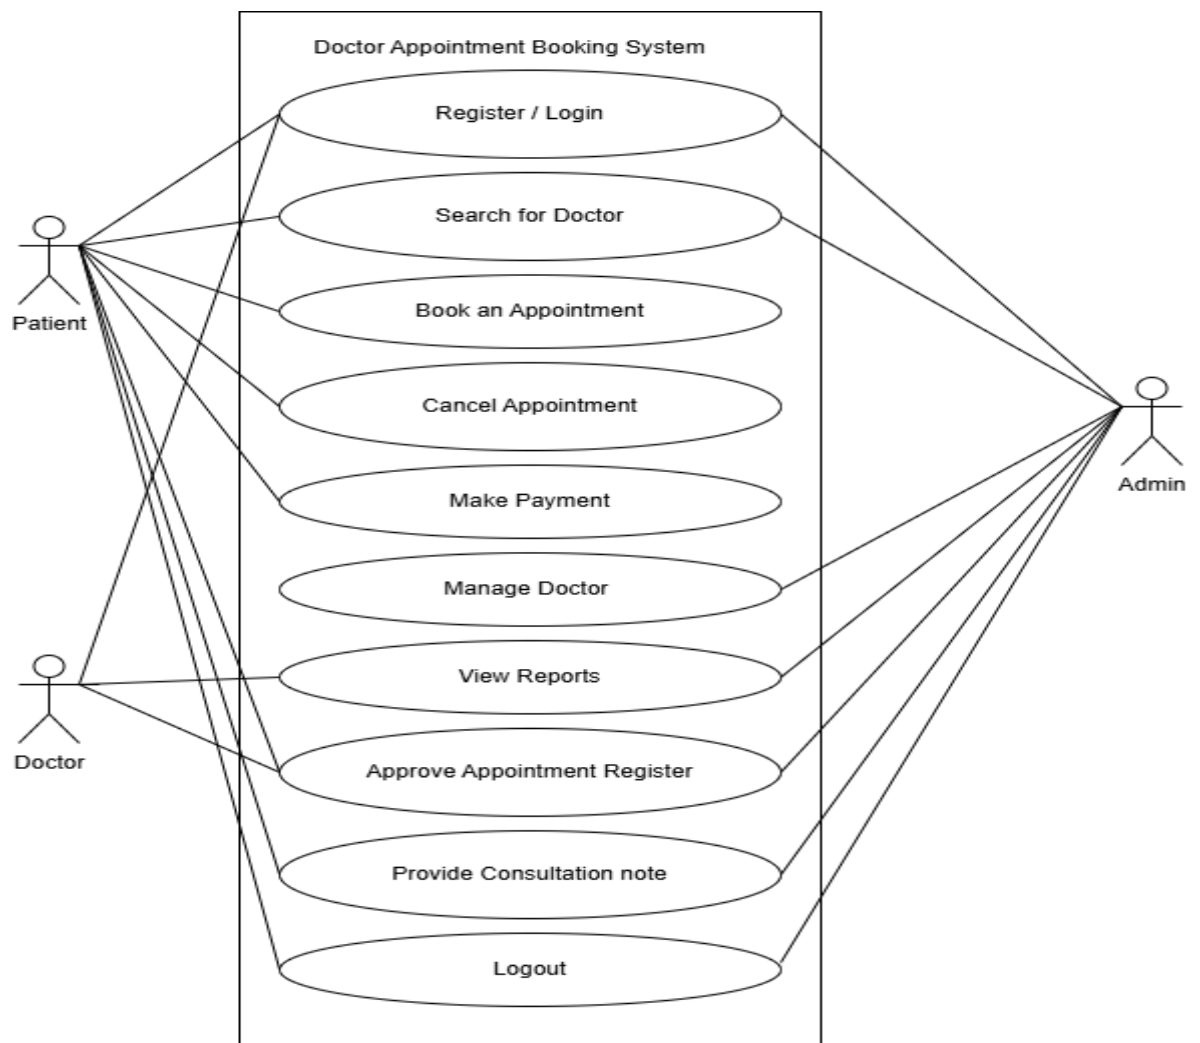 Doctor Appointment Booking System
Register / Login
Search for Doctor
Book an Appointment
Patient
Cancel Appointment
Admin
Make Payment
Manage Doctor
View Reports
Doctor
Approve Appointment Register
Provide Consultation note
Logout